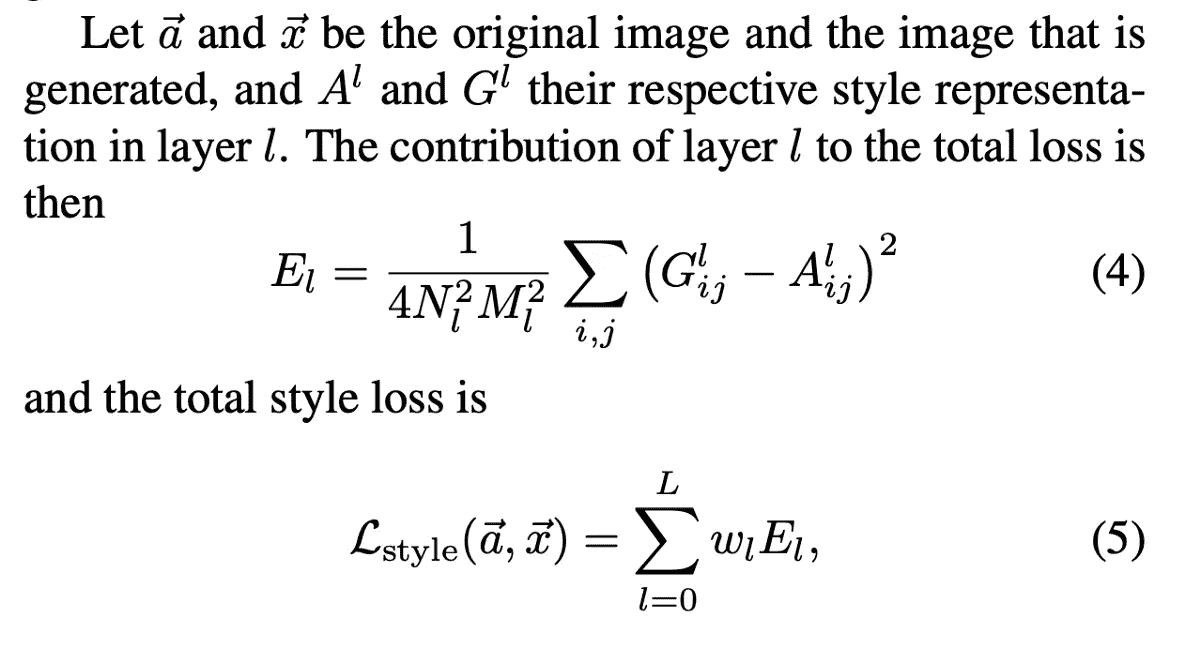 Let $\vec{a}$ and $\vec{x}$ be the original image and the image that is
generated, and $A^l$ and $G^l$ their respective style representa-
tion in layer $l$. The contribution of layer $l$ to the total loss is
then
$E_l = \frac{1}{4N_l^2 M_l^2} \sum_{i,j} \left( G_{ij}^l - A_{ij}^l \right)^2$ (4)
and the total style loss is
$\mathcal{L}_{\text{style}}(\vec{a}, \vec{x}) = \sum_{l=0}^{L} w_l E_l,$ (5)